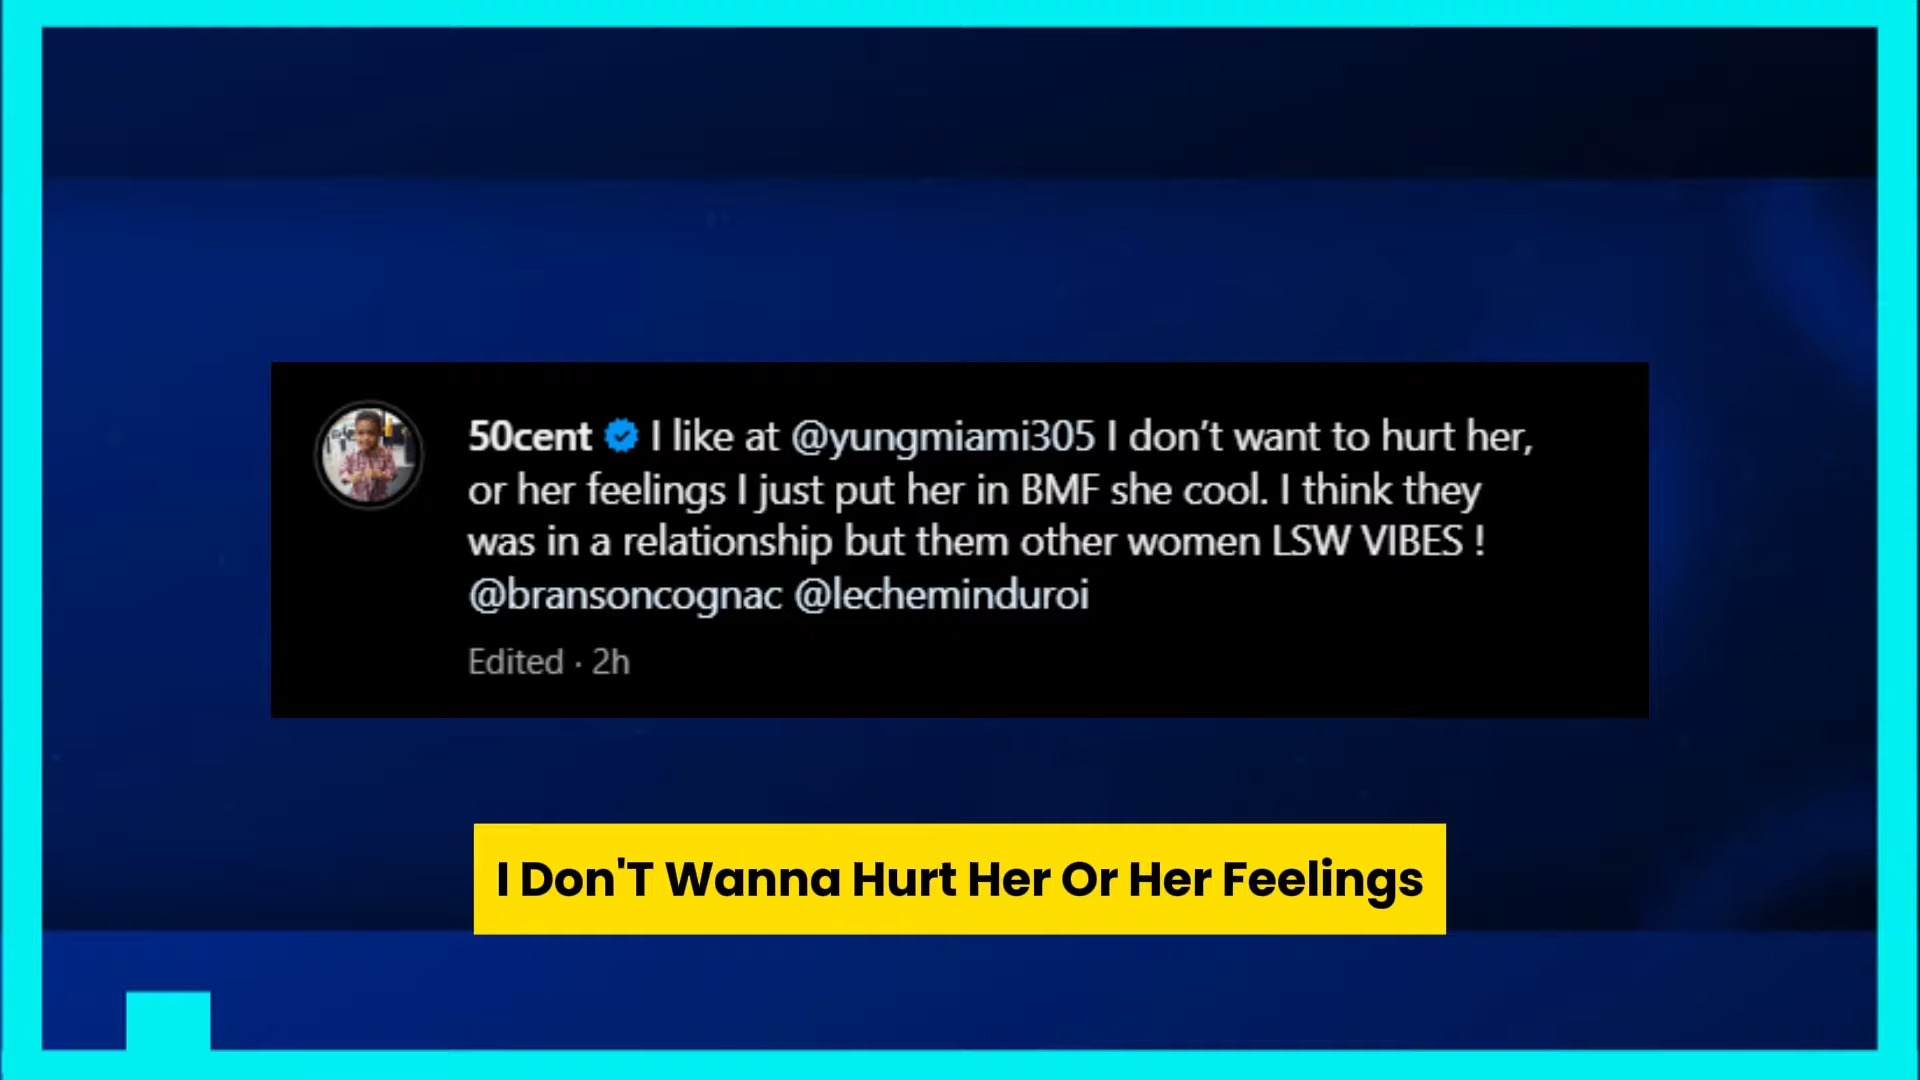 50cent I like at @yungmiami305 I don’t want to hurt her,
or her feelings I just put her in BMF she cool. I think they
was in a relationship but them other women LSW VIBES !
@bransoncognac @lecheminduroi
Edited · 2h
I Don'T Wanna Hurt Her Or Her Feelings